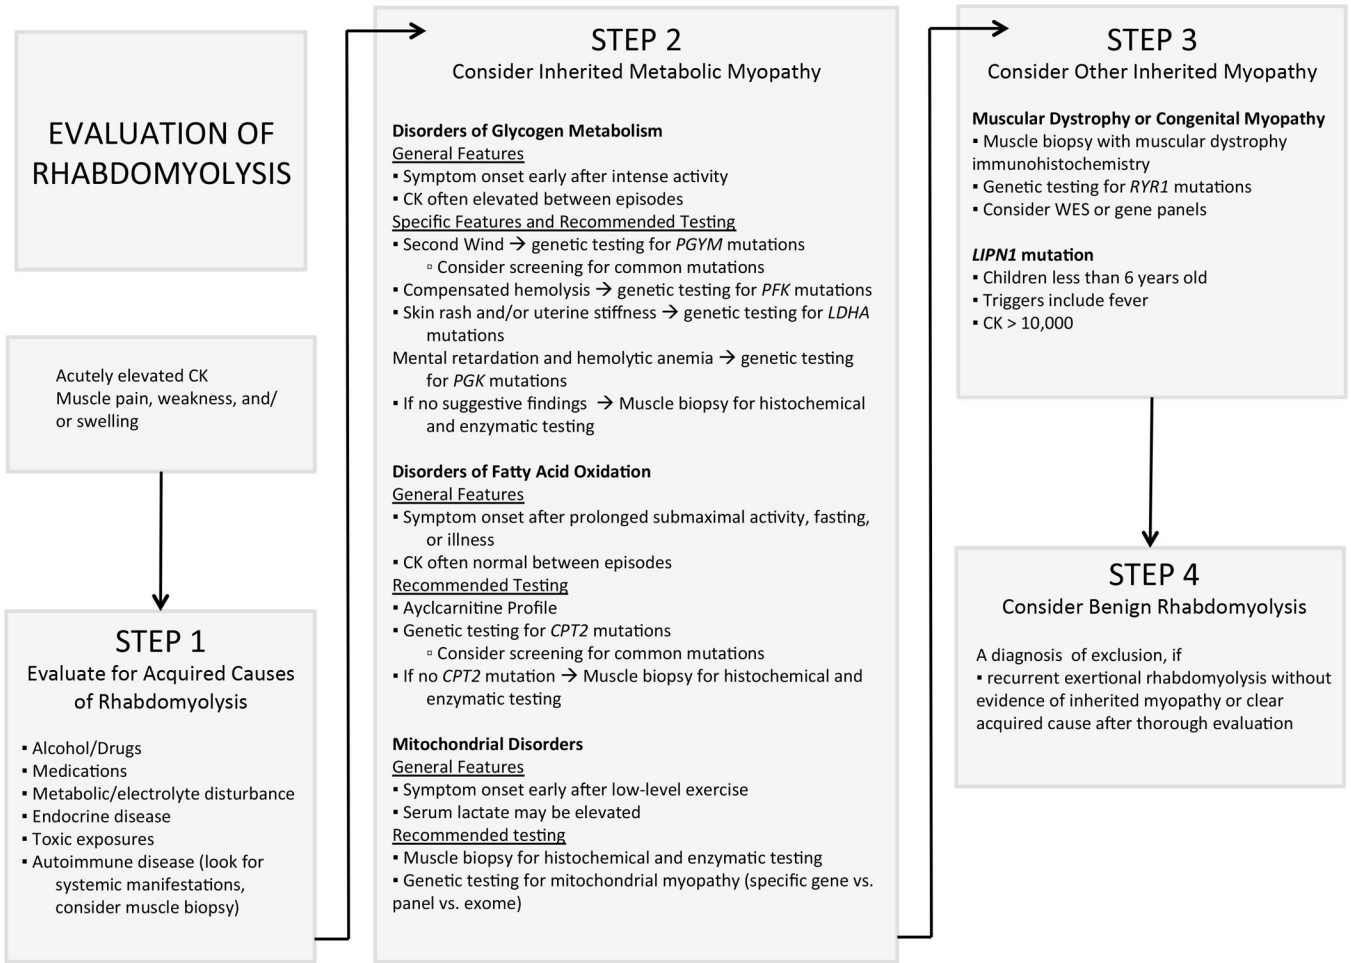 EVALUATION OF
RHABDOMYOLYSIS
Acutely elevated CK
Muscle pain, weakness, and/
or swelling
STEP 1
Evaluate for Acquired Causes
of Rhabdomyolysis
▪ Alcohol/Drugs
▪ Medications
▪ Metabolic/electrolyte disturbance
▪ Endocrine disease
▪ Toxic exposures
▪ Autoimmune disease (look for
systemic manifestations,
consider muscle biopsy)
STEP 2
Consider Inherited Metabolic Myopathy
Disorders of Glycogen Metabolism
General Features
▪ Symptom onset early after intense activity
▪ CK often elevated between episodes
Specific Features and Recommended Testing
▪ Second Wind → genetic testing for PGYM mutations
▫ Consider screening for common mutations
▪ Compensated hemolysis → genetic testing for PFK mutations
▪ Skin rash and/or uterine stiffness → genetic testing for LDHA
mutations
Mental retardation and hemolytic anemia → genetic testing
for PGK mutations
▪ If no suggestive findings → Muscle biopsy for histochemical
and enzymatic testing
Disorders of Fatty Acid Oxidation
General Features
▪ Symptom onset after prolonged submaximal activity, fasting,
or illness
▪ CK often normal between episodes
Recommended Testing
▪ Ayclcarnitine Profile
▪ Genetic testing for CPT2 mutations
▫ Consider screening for common mutations
▪ If no CPT2 mutation → Muscle biopsy for histochemical and
enzymatic testing
Mitochondrial Disorders
General Features
▪ Symptom onset early after low-level exercise
▪ Serum lactate may be elevated
Recommended testing
▪ Muscle biopsy for histochemical and enzymatic testing
▪ Genetic testing for mitochondrial myopathy (specific gene vs.
panel vs. exome)
STEP 3
Consider Other Inherited Myopathy
Muscular Dystrophy or Congenital Myopathy
▪ Muscle biopsy with muscular dystrophy
immunohistochemistry
▪ Genetic testing for RYR1 mutations
▪ Consider WES or gene panels
LIPN1 mutation
▪ Children less than 6 years old
▪ Triggers include fever
▪ CK > 10,000
STEP 4
Consider Benign Rhabdomyolysis
A diagnosis of exclusion, if
▪ recurrent exertional rhabdomyolysis without
evidence of inherited myopathy or clear
acquired cause after thorough evaluation